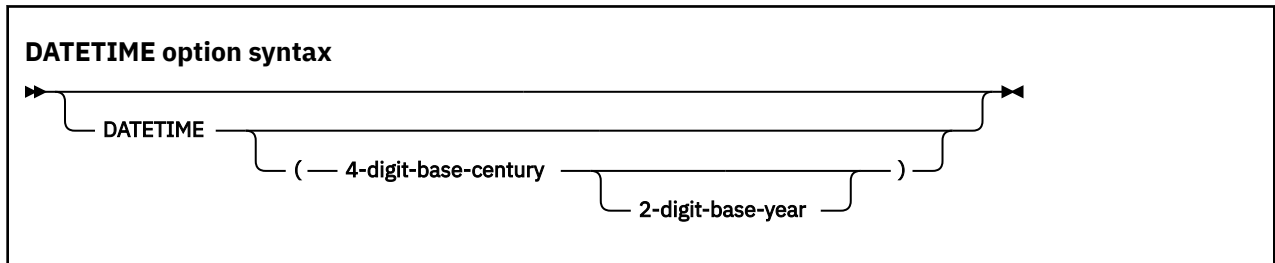 DATETIME option syntax
DATETIME
( 4-digit-base-century )
2-digit-base-year